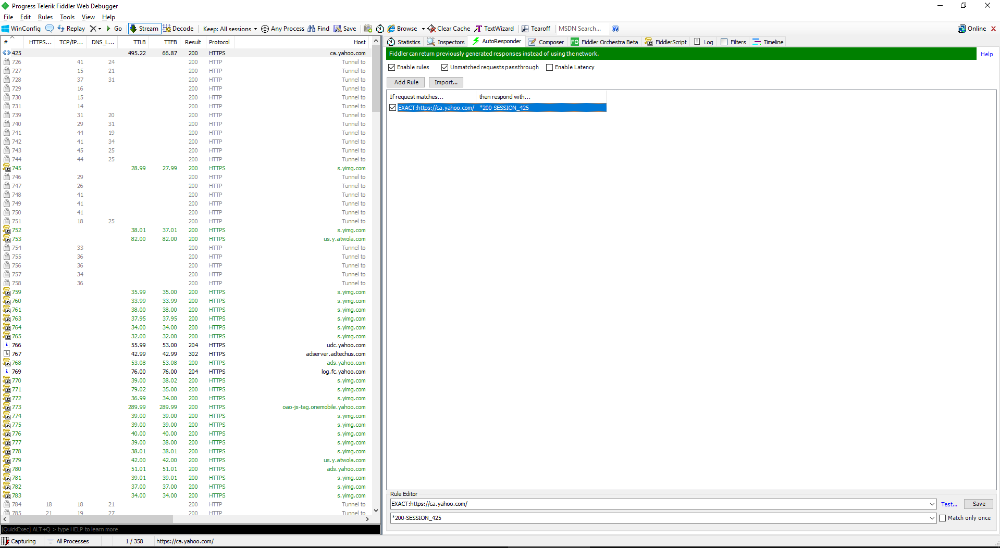 Progress Telerik Fiddler Web Debugger
File Edit Rules Tools View Help
WinConfig Replay Go Stream Decode Keep: All sessions Any Process Find Save Browse Clear Cache TextWizard Tearoff MSDN Search... Online
# HTTPS... TCP/IP... DNS_L... TTLB TTFB Result Protocol Host
425 495.22 66.87 200 HTTPS ca.yahoo.com
726 41 24 200 HTTP Tunnel to
727 15 21 200 HTTP Tunnel to
728 37 31 200 HTTP Tunnel to
729 16 200 HTTP Tunnel to
730 15 200 HTTP Tunnel to
731 14 200 HTTP Tunnel to
739 31 20 200 HTTP Tunnel to
740 29 31 200 HTTP Tunnel to
741 44 19 200 HTTP Tunnel to
742 41 34 200 HTTP Tunnel to
743 45 25 200 HTTP Tunnel to
744 44 25 200 HTTP Tunnel to
745 28.99 27.99 200 HTTPS s.yimg.com
746 29 200 HTTP Tunnel to
747 26 200 HTTP Tunnel to
748 41 200 HTTP Tunnel to
749 41 200 HTTP Tunnel to
750 41 200 HTTP Tunnel to
751 18 25 200 HTTP Tunnel to
752 38.01 37.01 200 HTTPS s.yimg.com
753 82.00 82.00 200 HTTPS us.y.atwola.com
754 33 200 HTTP Tunnel to
755 36 200 HTTP Tunnel to
756 36 200 HTTP Tunnel to
757 34 200 HTTP Tunnel to
758 36 200 HTTP Tunnel to
759 35.99 35.00 200 HTTPS s.yimg.com
760 33.99 33.99 200 HTTPS s.yimg.com
761 38.00 38.00 200 HTTPS s.yimg.com
763 37.95 37.95 200 HTTPS s.yimg.com
764 34.00 34.00 200 HTTPS s.yimg.com
765 32.00 32.00 200 HTTPS s.yimg.com
766 55.99 53.00 204 HTTPS udc.yahoo.com
767 42.99 42.99 302 HTTPS adserver.adtechus.com
768 53.08 53.08 200 HTTPS ads.yahoo.com
769 76.00 76.00 204 HTTPS log.fc.yahoo.com
770 39.00 38.02 200 HTTPS s.yimg.com
771 79.02 35.00 200 HTTPS s.yimg.com
772 36.99 34.00 200 HTTPS s.yimg.com
773 289.99 289.99 200 HTTPS oao-js-tag.onemobile.yahoo.com
774 39.00 39.00 200 HTTPS s.yimg.com
775 39.00 39.00 200 HTTPS s.yimg.com
776 40.00 40.00 200 HTTPS s.yimg.com
777 39.00 38.00 200 HTTPS s.yimg.com
778 38.01 38.01 200 HTTPS s.yimg.com
779 42.00 42.00 200 HTTPS us.y.atwola.com
780 51.01 51.01 200 HTTPS ads.yahoo.com
781 39.01 39.01 200 HTTPS s.yimg.com
782 37.00 37.00 200 HTTPS s.yimg.com
783 34.00 34.00 200 HTTPS s.yimg.com
784 18 18 21 200 HTTP Tunnel to
785 21 19 27 200 HTTP Tunnel to
[QuickExec] ALT+Q > type HELP to learn more
Capturing All Processes 1 / 358 https://ca.yahoo.com/
Statistics Inspectors AutoResponder Composer FO Fiddler Orchestra Beta FiddlerScript Log Filters Timeline
Fiddler can return previously generated responses instead of using the network. Help
Enable rules Unmatched requests passthrough Enable Latency
Add Rule Import...
If request matches... then respond with...
EXACT:https://ca.yahoo.com/ *200-SESSION_425
Rule Editor
EXACT:https://ca.yahoo.com/ Test... Save
*200-SESSION_425 Match only once